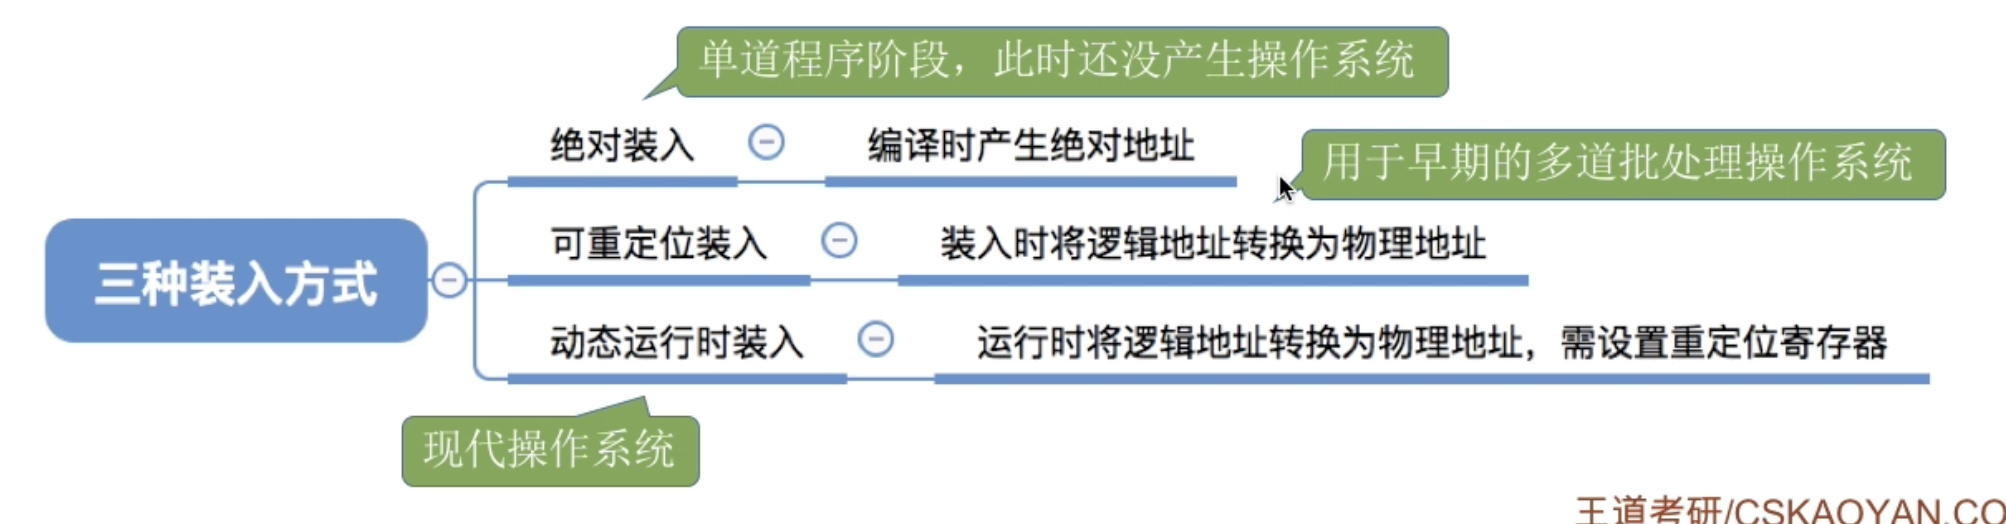 单道程序阶段，此时还没产生操作系统
绝对装入
编译时产生绝对地址
用于早期的多道批处理操作系统
可重定位装入
装入时将逻辑地址转换为物理地址
三种装入方式
动态运行时装入
运行时将逻辑地址转换为物理地址，需设置重定位寄存器
现代操作系统
王道考研/CSKAOYAN.CO